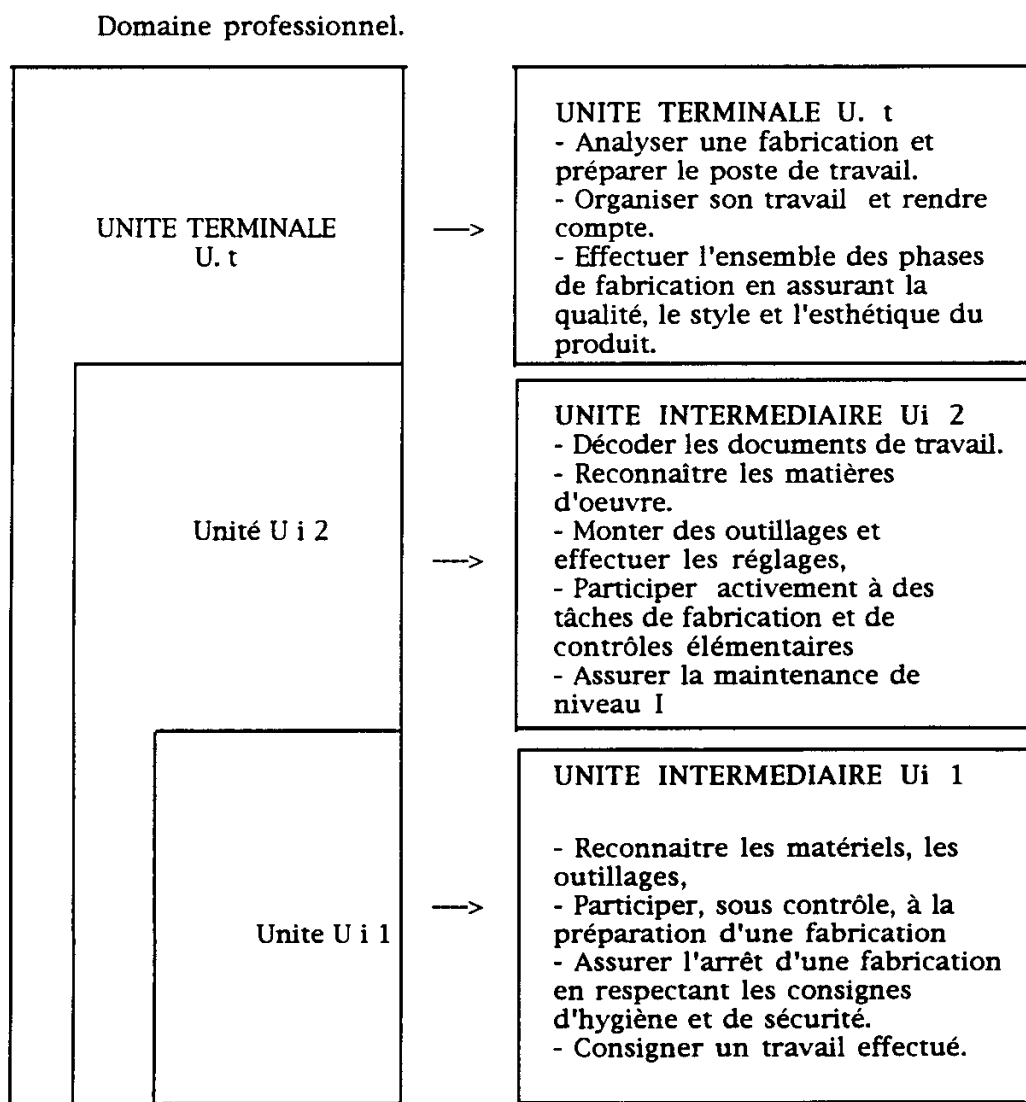 Domaine professionnel.
UNITE TERMINALE
U. t
--->
UNITE TERMINALE U. t
- Analyser une fabrication et
préparer le poste de travail.
- Organiser son travail et rendre
compte.
- Effectuer l'ensemble des phases
de fabrication en assurant la
qualité, le style et l'esthétique du
produit.
Unité U i 2
--->
UNITE INTERMEDIAIRE Ui 2
- Décoder les documents de travail.
- Reconnaître les matières
d'oeuvre.
- Monter des outillages et
effectuer les réglages,
- Participer activement à des
tâches de fabrication et de
contrôles élémentaires
- Assurer la maintenance de
niveau I
Unite U i 1
--->
UNITE INTERMEDIAIRE Ui 1
- Reconnaitre les matériels, les
outillages,
- Participer, sous contrôle, à la
préparation d'une fabrication
- Assurer l'arrêt d'une fabrication
en respectant les consignes
d'hygiène et de sécurité.
- Consigner un travail effectué.